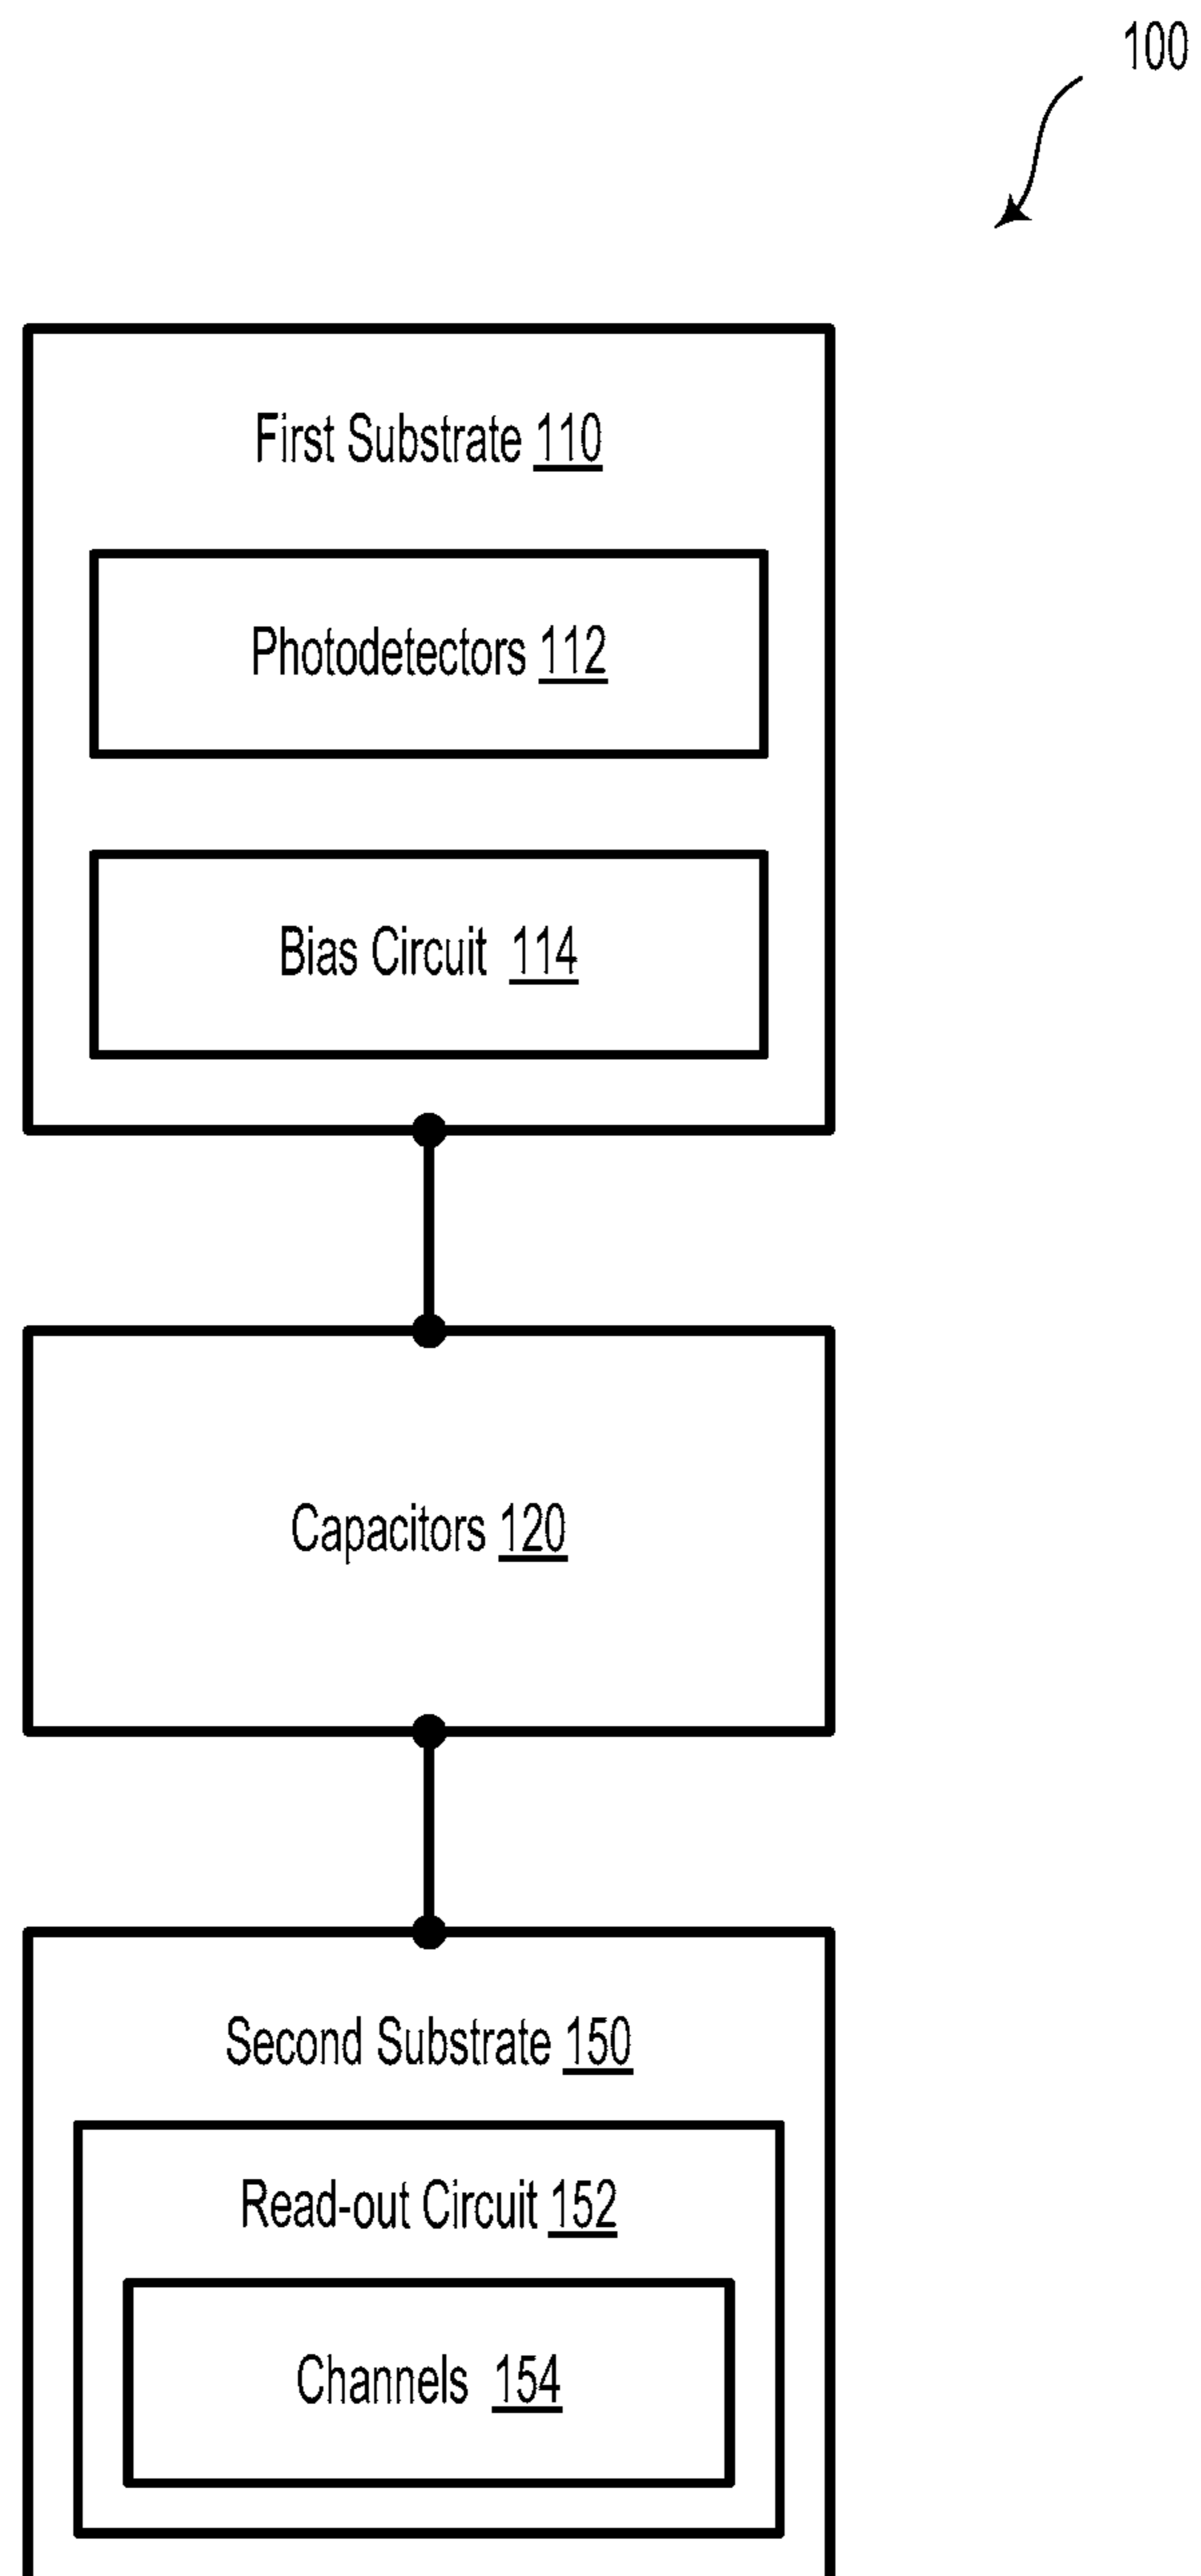 100
First Substrate 110
Photodetectors 112
Bias Circuit 114
Capacitors 120
Second Substrate 150
Read-out Circuit 152
Channels 154